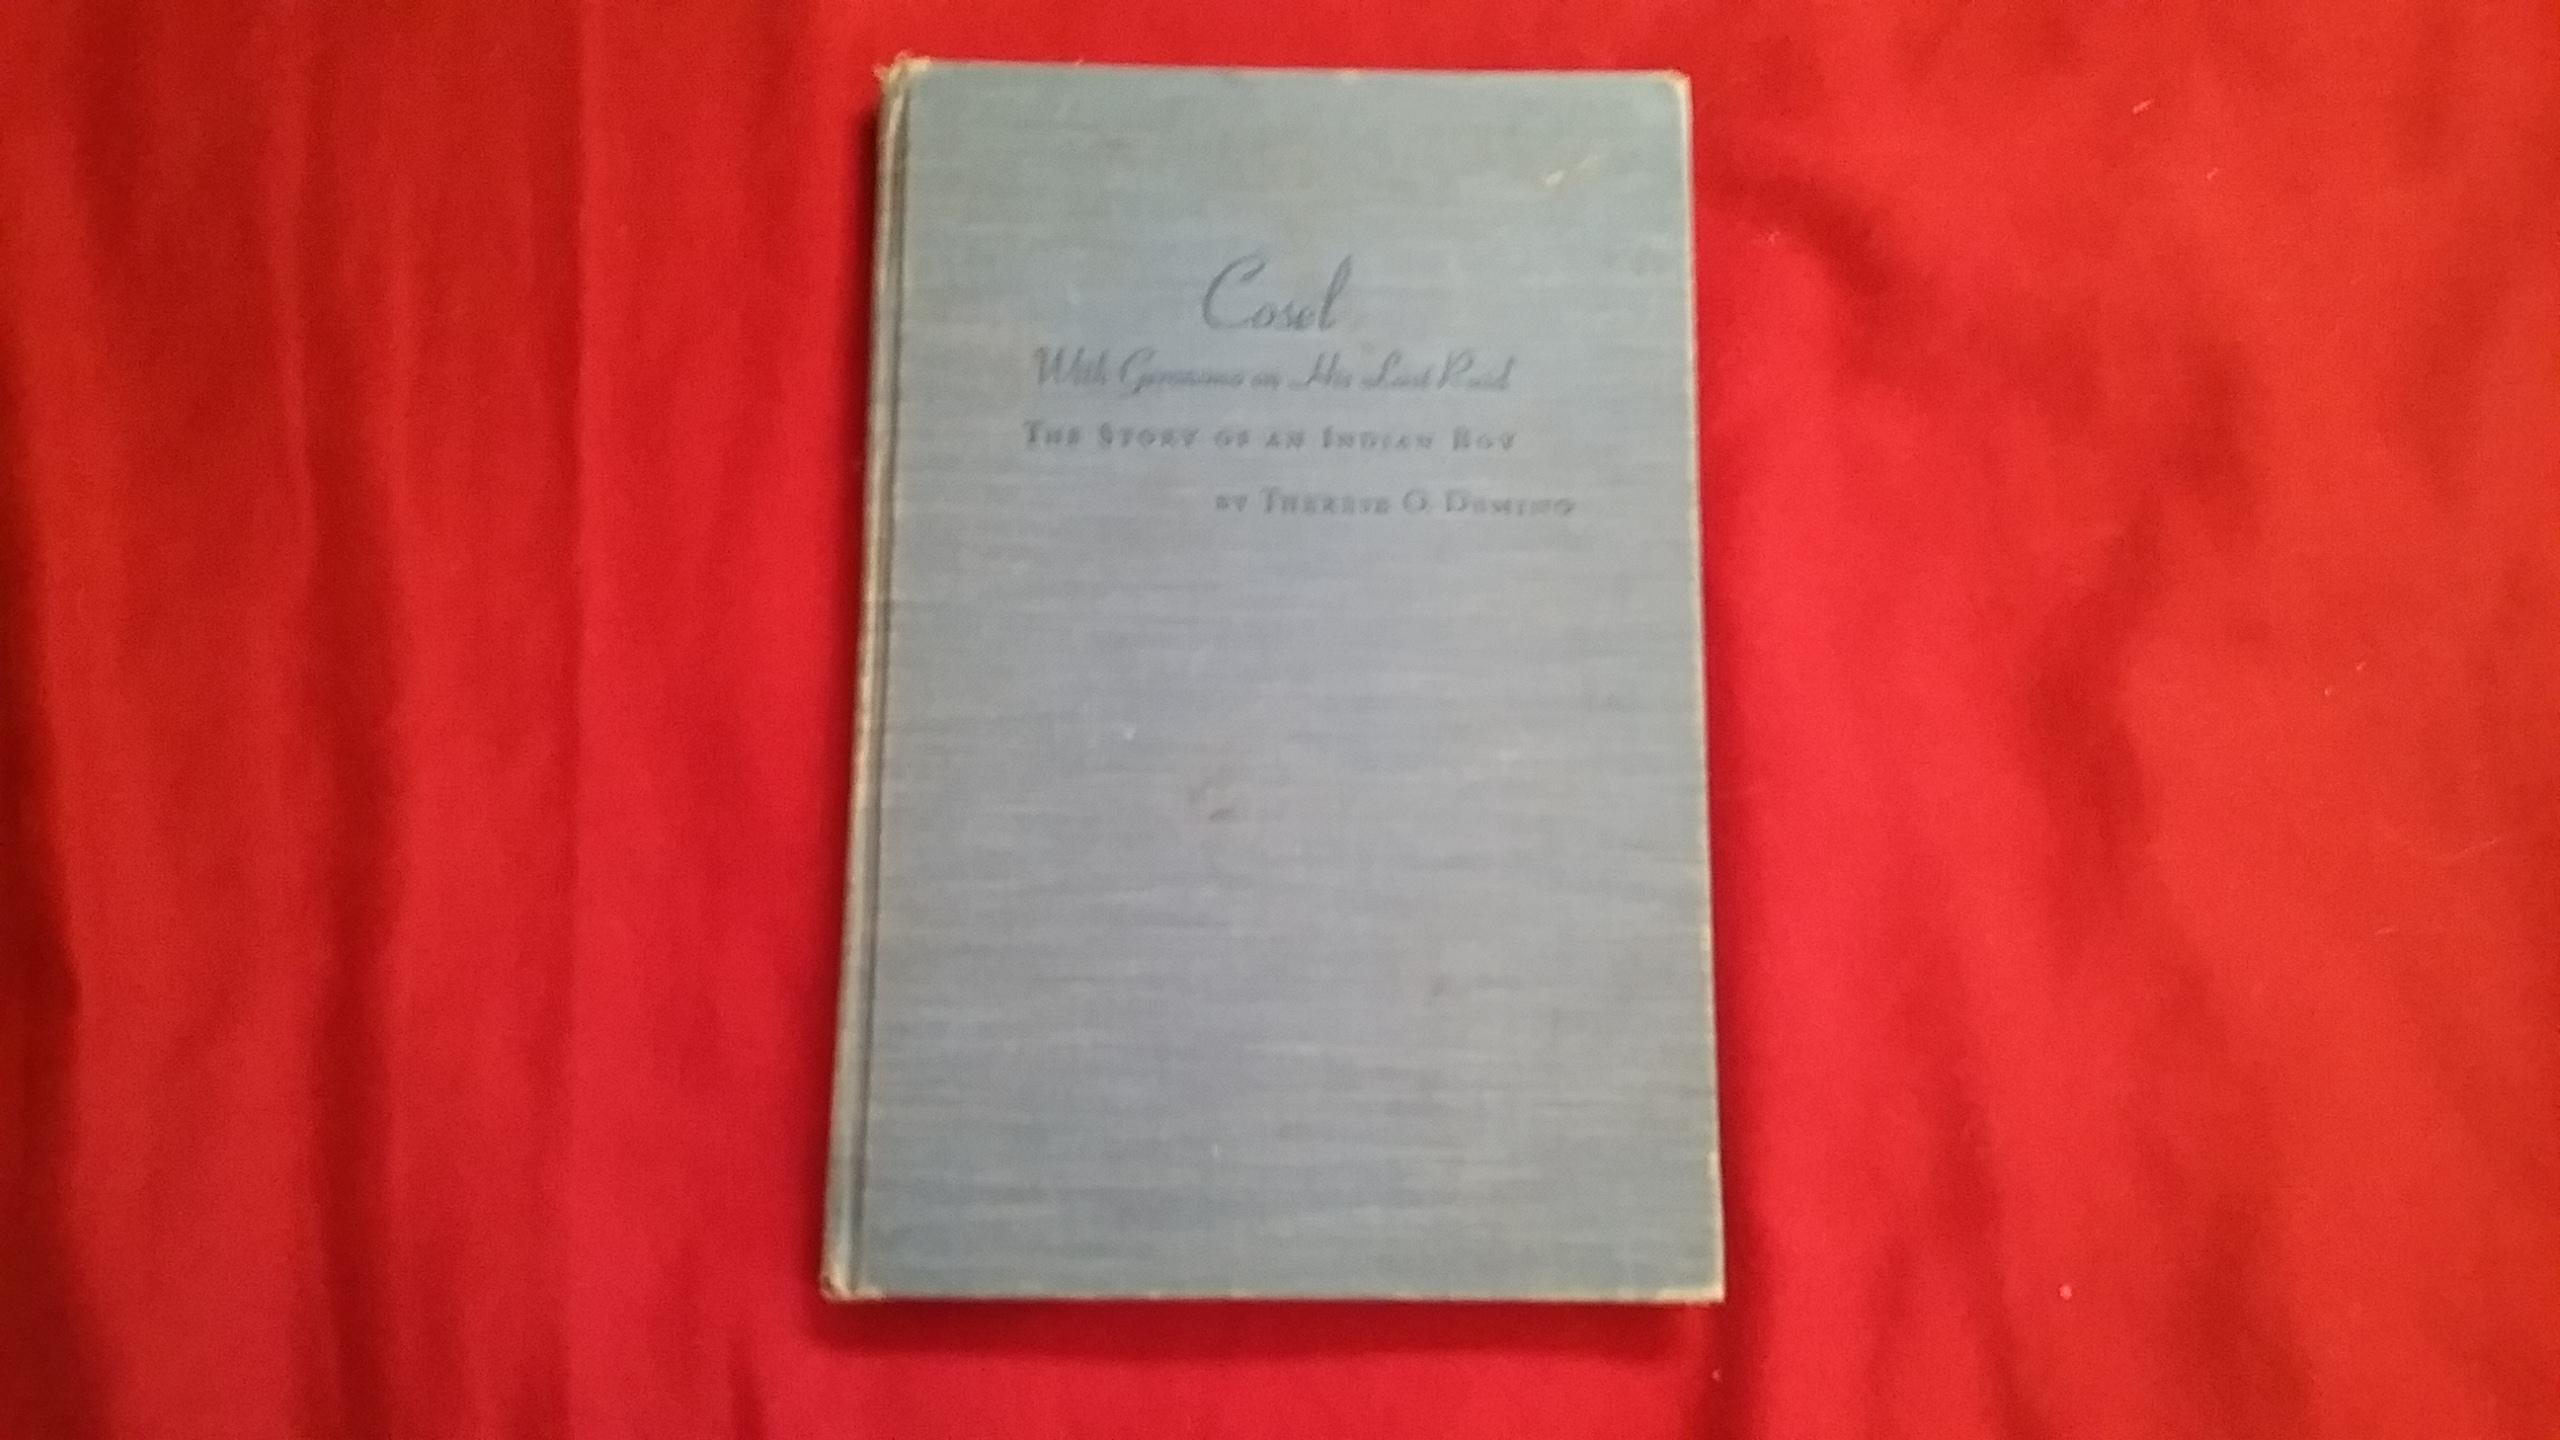 Cosel
With Geronimo on His Last Raid
THE STORY OF AN INDIAN BOY
BY THERESE O. DEMING